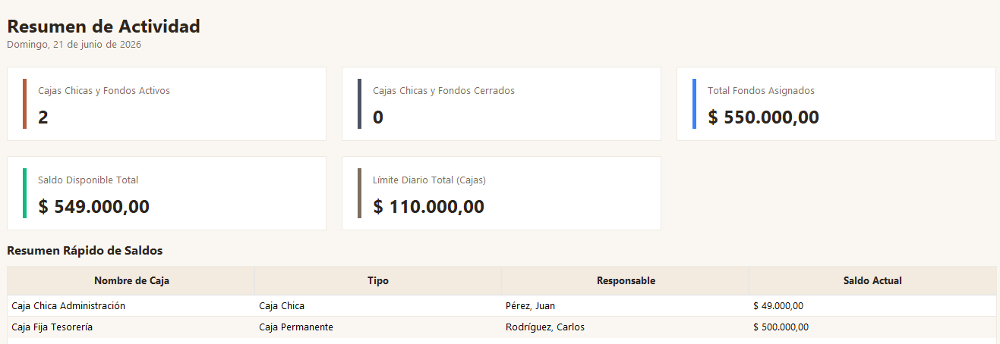 Resumen de Actividad
Domingo, 21 de junio de 2026
Cajas Chicas y Fondos Activos
2
Cajas Chicas y Fondos Cerrados
0
Total Fondos Asignados
$ 550.000,00
Saldo Disponible Total
$ 549.000,00
Límite Diario Total (Cajas)
$ 110.000,00
Resumen Rápido de Saldos
Nombre de Caja Tipo Responsable Saldo Actual
Caja Chica Administración Caja Chica Pérez, Juan $ 49.000,00
Caja Fija Tesorería Caja Permanente Rodríguez, Carlos $ 500.000,00